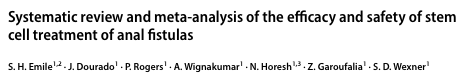 Systematic review and meta-analysis of the efficacy and safety of stem
cell treatment of anal fistulas
S. H. Emile1,2 · J. Dourado1 · P. Rogers1 · A. Wignakumar1 · N. Horesh1,3 · Z. Garoufalia1 · S. D. Wexner1